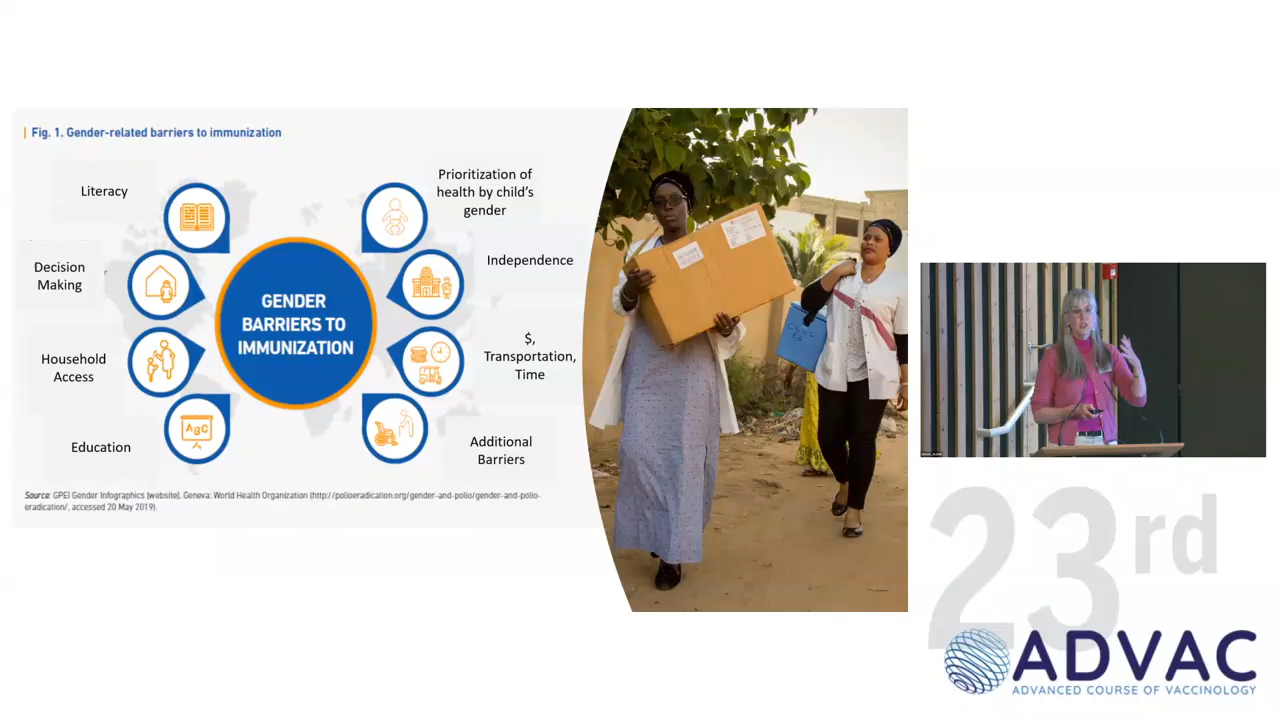 Fig. 1. Gender-related barriers to immunization
Literacy
Decision
Making
Household
Access
Education
GENDER
BARRIERS TO
IMMUNIZATION
Prioritization of
health by child's
gender
Independence
$,
Transportation,
Time
Additional
Barriers
ABC
Source: GPEI Gender Infographics [website]. Geneva: World Health Organization (http://polioeradication.org/gender-and-polio/gender-and-polio-
eradication/, accessed 20 May 2019).
23rd
ADVAC
ADVANCED COURSE OF VACCINOLOGY